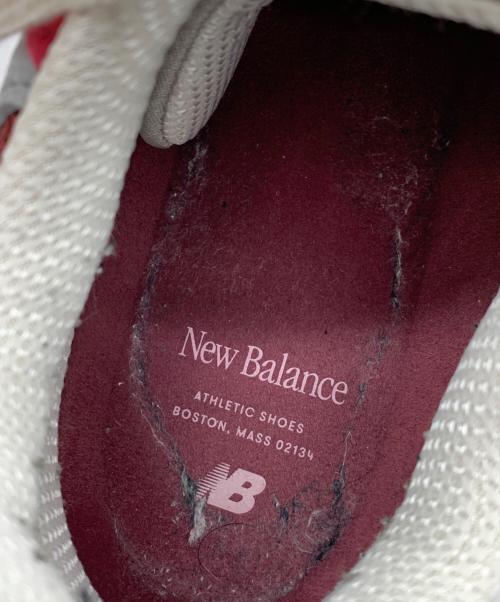 New Balance
ATHLETIC SHOES
BOSTON, MASS 02134
NB